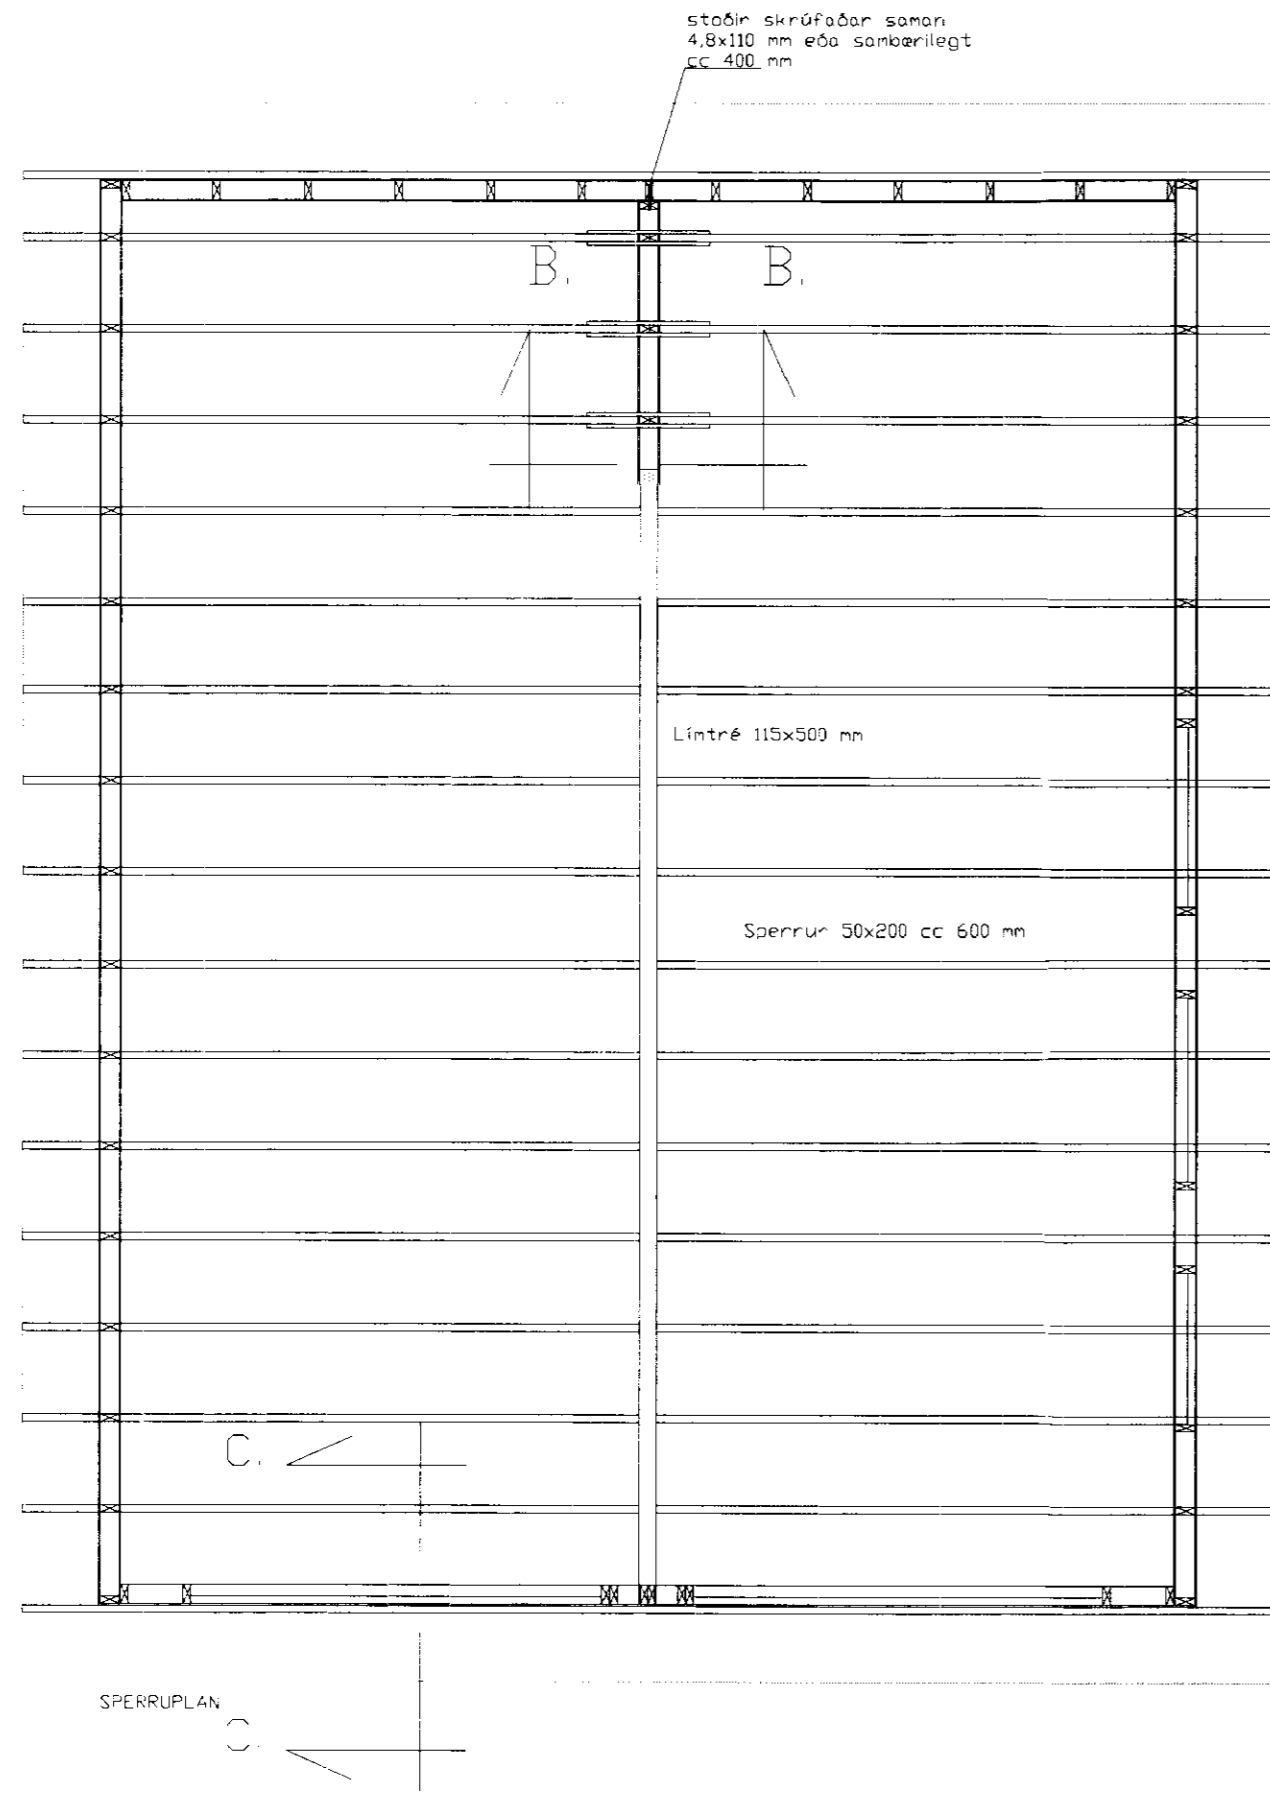 stoðir skrúfaðar saman
4,8x110 mm eða sambærilegt
cc 400 mm
B.
B.
Límtré 115x500 mm
Sperrur 50x200 cc 600 mm
C.
SPERRUPLAN
C.